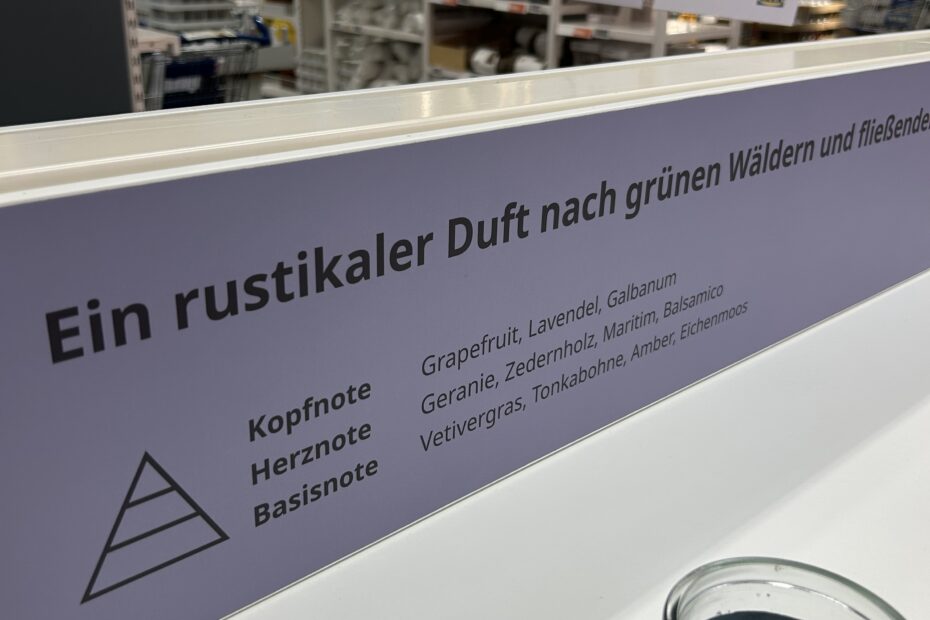 Ein rustikaler Duft nach grünen Wäldern und fließende
Kopfnote Grapefruit, Lavendel, Galbanum
Herznote Geranie, Zedernholz, Maritim, Balsamico
Basisnote Vetivergras, Tonkabohne, Amber, Eichenmoos